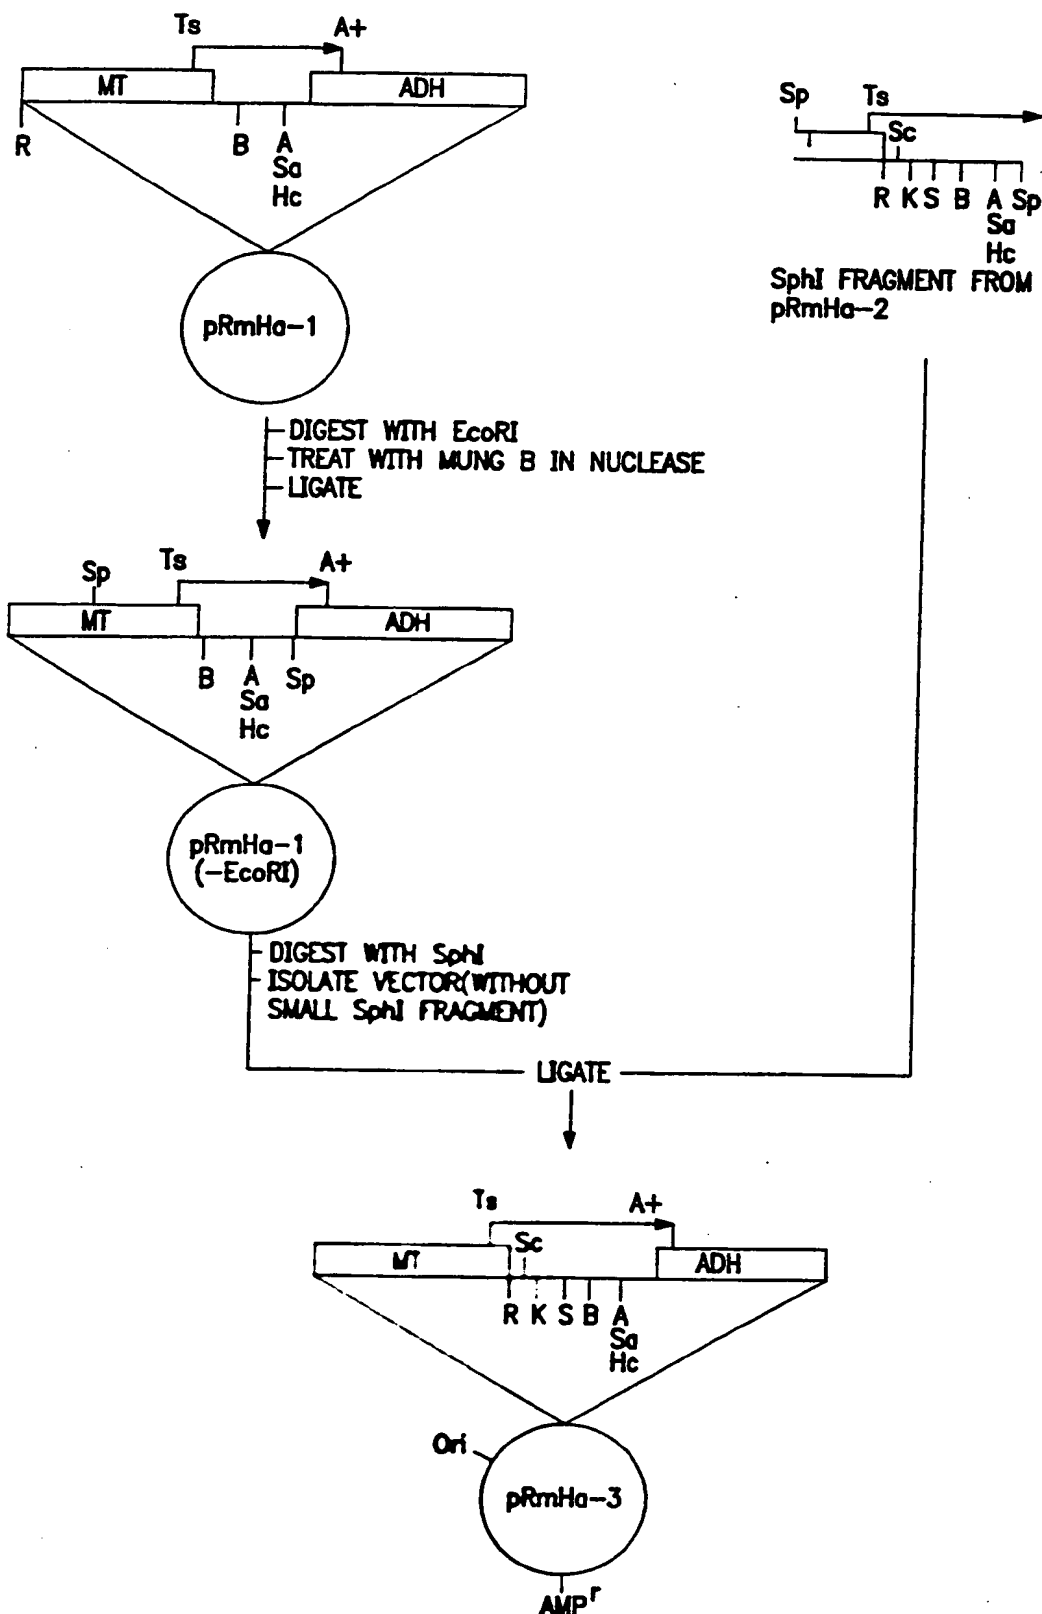 Ts A+
MT ADH
R B A
Sa
Hc
pRmHa-1
Sp Ts
Sc
R K S B A Sp
Sa
Hc
SphI FRAGMENT FROM
pRmHa-2
DIGEST WITH EcoRI
TREAT WITH MUNG B IN NUCLEASE
LIGATE
Sp Ts A+
MT ADH
B A Sp
Sa
Hc
pRmHa-1
(-EcoRI)
DIGEST WITH SphI
ISOLATE VECTOR(WITHOUT
SMALL SphI FRAGMENT)
LIGATE
Ts A+
Sc
MT ADH
R K S B A
Sa
Hc
Ori
pRmHa-3
AMPr